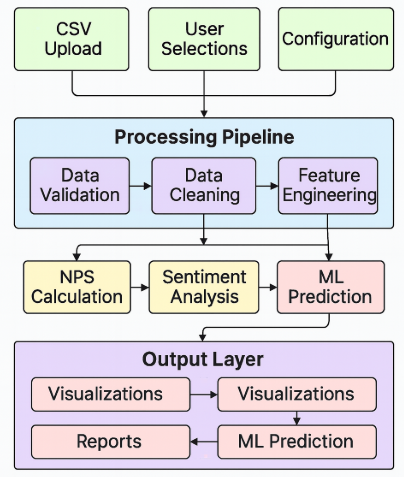 CSV
Upload
User
Selections
Configuration
Processing Pipeline
Data
Validation
Data
Cleaning
Feature
Engineering
NPS
Calculation
Sentiment
Analysis
ML
Prediction
Output Layer
Visualizations
Visualizations
Reports
ML Prediction